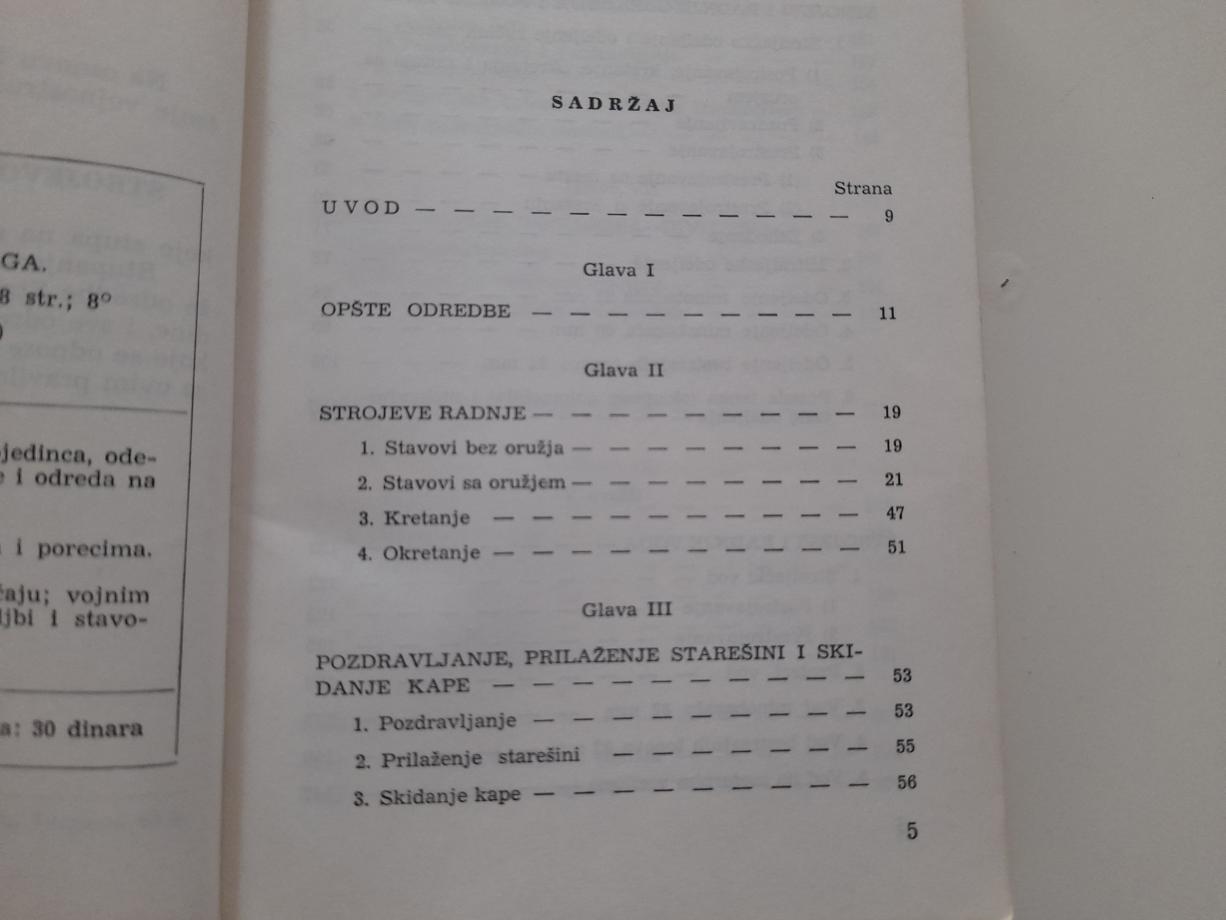 GA.
8 str.; 8°
)
jedinca, ode-
e i odreda na
i porecima.
čaju; vojnim
ljbi i stavo-
a: 30 dinara
SADRŽAJ
Strana
UVOD — — — — — — — — — — — — 9
Glava I
OPŠTE ODREDBE — — — — — — — — — 11
Glava II
STROJEVE RADNJE — — — — — — — — — 19
1. Stavovi bez oružja — — — — — — — — 19
2. Stavovi sa oružjem — — — — — — — — 21
3. Kretanje — — — — — — — — — — 47
4. Okretanje — — — — — — — — — — 51
Glava III
POZDRAVLJANJE, PRILAŽENJE STAREŠINI I SKI-
DANJE KAPE — — — — — — — — — — 53
1. Pozdravljanje — — — — — — — — — 53
2. Prilaženje starešini — — — — — — — 55
3. Skidanje kape — — — — — — — — — 56
5